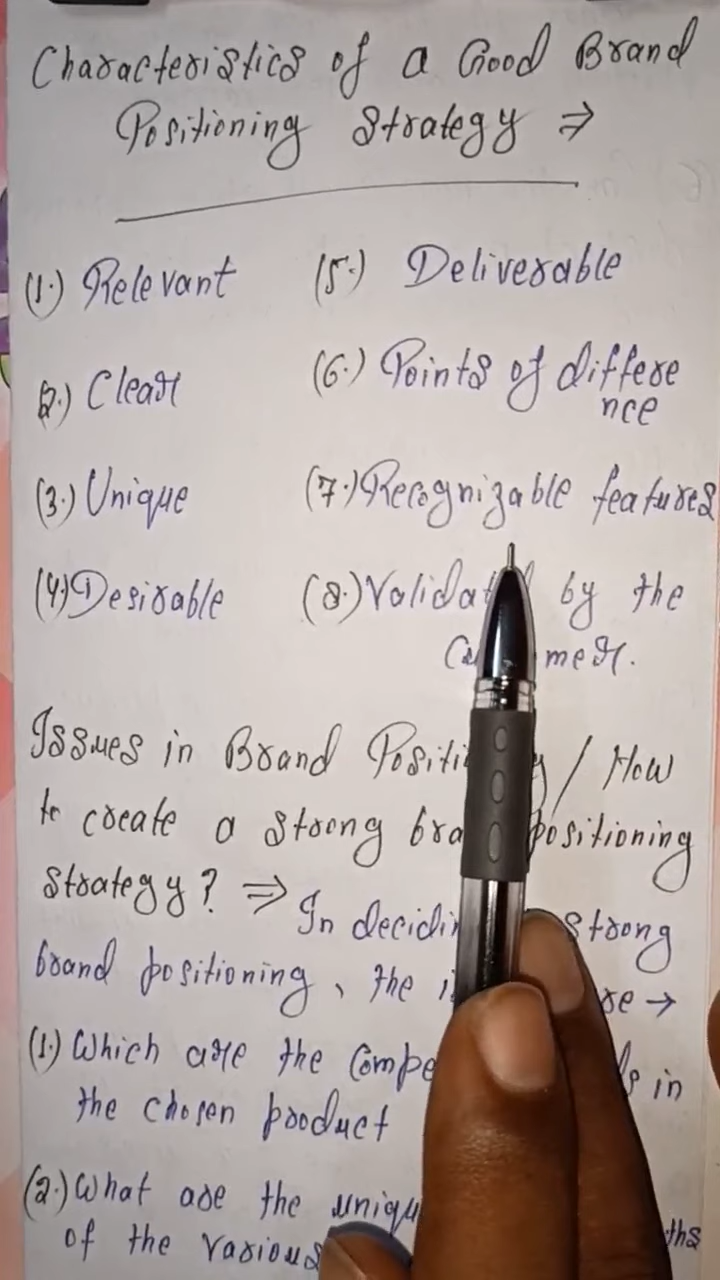 Characteristics of a Good Brand
Positioning Strategy ⇒
(1.) Relevant
(2.) Clear
(3.) Unique
(4.) Desirable
(5.) Deliverable
(6.) Points of differe
nce
(7.) Recognizable features
(8.) by the
Issues in Brand / How
to create a strong positioning
strategy? ⇒
In strong
brand positioning, the →
(1.) Which are the in
the chosen product
(2.) What are the
of the various